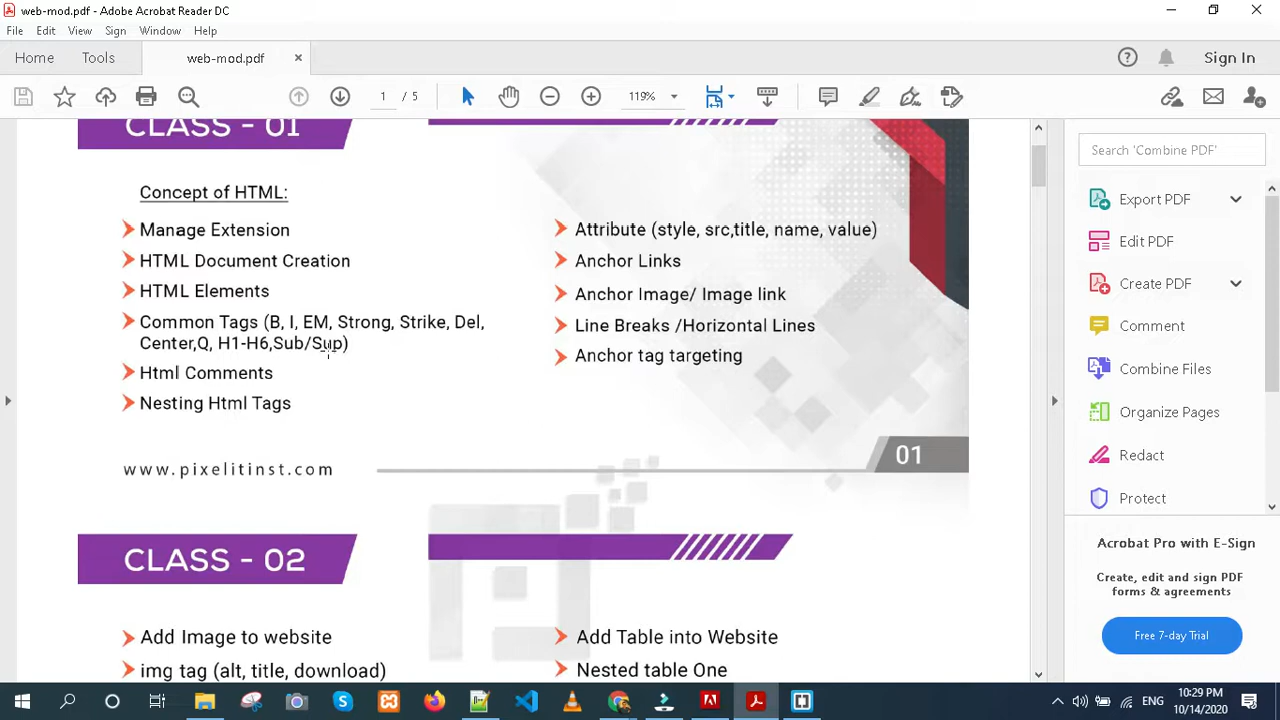 web-mod.pdf - Adobe Acrobat Reader DC
File Edit View Sign Window Help
Home Tools web-mod.pdf × Sign In
1 / 5 119%
CLASS - 01
Concept of HTML:
Manage Extension
HTML Document Creation
HTML Elements
Common Tags (B, I, EM, Strong, Strike, Del,
Center,Q, H1-H6,Sub/Sup)
Html Comments
Nesting Html Tags
Attribute (style, src,title, name, value)
Anchor Links
Anchor Image/ Image link
Line Breaks /Horizontal Lines
Anchor tag targeting
www.pixelitinst.com
01
CLASS - 02
Add Image to website
img tag (alt, title, download)
Add Table into Website
Nested table One
Search 'Combine PDF'
Export PDF
Edit PDF
Create PDF
Comment
Combine Files
Organize Pages
Redact
Protect
Acrobat Pro with E-Sign
Create, edit and sign PDF
forms & agreements
Free 7-day Trial
ENG
10:29 PM
10/14/2020